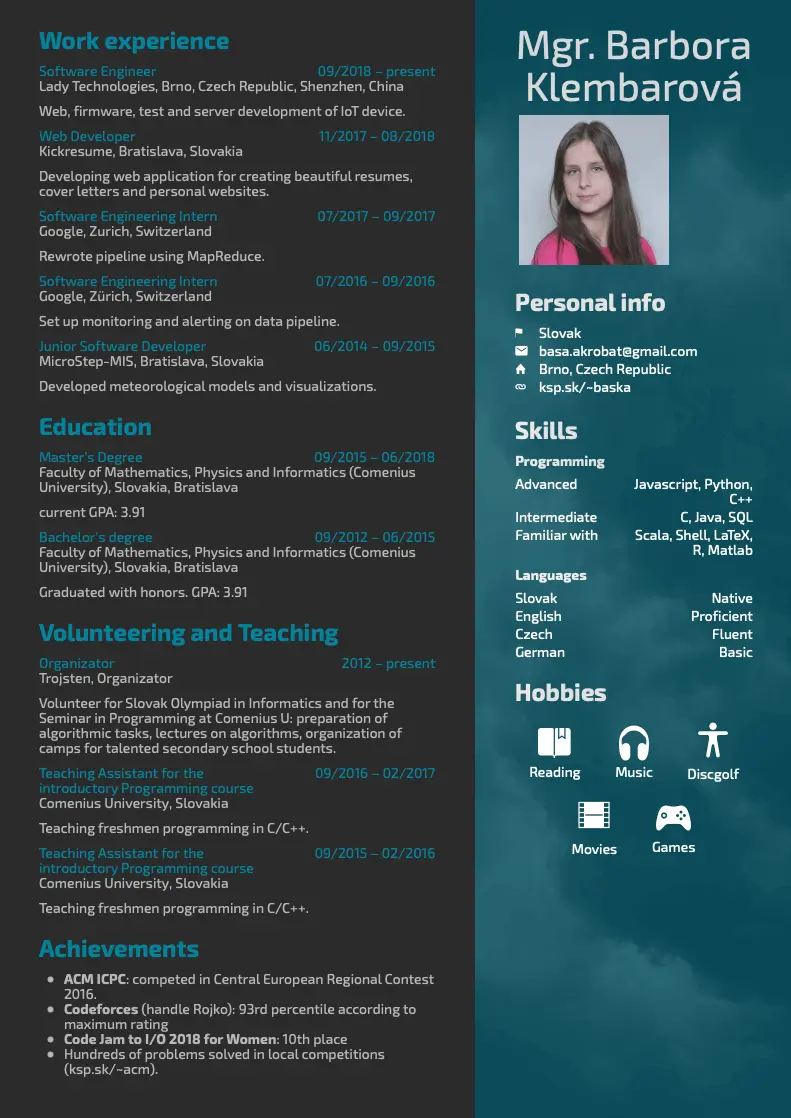 Work experience
Software Engineer 09/2018 – present
Lady Technologies, Brno, Czech Republic, Shenzhen, China
Web, firmware, test and server development of IoT device.
Web Developer 11/2017 – 08/2018
Kickresume, Bratislava, Slovakia
Developing web application for creating beautiful resumes,
cover letters and personal websites.
Software Engineering Intern 07/2017 – 09/2017
Google, Zurich, Switzerland
Rewrote pipeline using MapReduce.
Software Engineering Intern 07/2016 – 09/2016
Google, Zürich, Switzerland
Set up monitoring and alerting on data pipeline.
Junior Software Developer 06/2014 – 09/2015
MicroStep-MIS, Bratislava, Slovakia
Developed meteorological models and visualizations.
Education
Master's Degree 09/2015 – 06/2018
Faculty of Mathematics, Physics and Informatics (Comenius
University), Slovakia, Bratislava
current GPA: 3.91
Bachelor's degree 09/2012 – 06/2015
Faculty of Mathematics, Physics and Informatics (Comenius
University), Slovakia, Bratislava
Graduated with honors. GPA: 3.91
Volunteering and Teaching
Organizator 2012 – present
Trojsten, Organizator
Volunteer for Slovak Olympiad in Informatics and for the
Seminar in Programming at Comenius U: preparation of
algorithmic tasks, lectures on algorithms, organization of
camps for talented secondary school students.
Teaching Assistant for the 09/2016 – 02/2017
introductory Programming course
Comenius University, Slovakia
Teaching freshmen programming in C/C++.
Teaching Assistant for the 09/2015 – 02/2016
introductory Programming course
Comenius University, Slovakia
Teaching freshmen programming in C/C++.
Achievements
• ACM ICPC: competed in Central European Regional Contest
2016.
• Codeforces (handle Rojko): 93rd percentile according to
maximum rating
• Code Jam to I/O 2018 for Women: 10th place
• Hundreds of problems solved in local competitions
(ksp.sk/~acm).
Mgr. Barbora
Klembarová
Personal info
Slovak
basa.akrobat@gmail.com
Brno, Czech Republic
ksp.sk/~baska
Skills
Programming
Advanced Javascript, Python,
C++
Intermediate C, Java, SQL
Familiar with Scala, Shell, LaTeX,
R, Matlab
Languages
Slovak Native
English Proficient
Czech Fluent
German Basic
Hobbies
Reading Music Discgolf
Movies Games